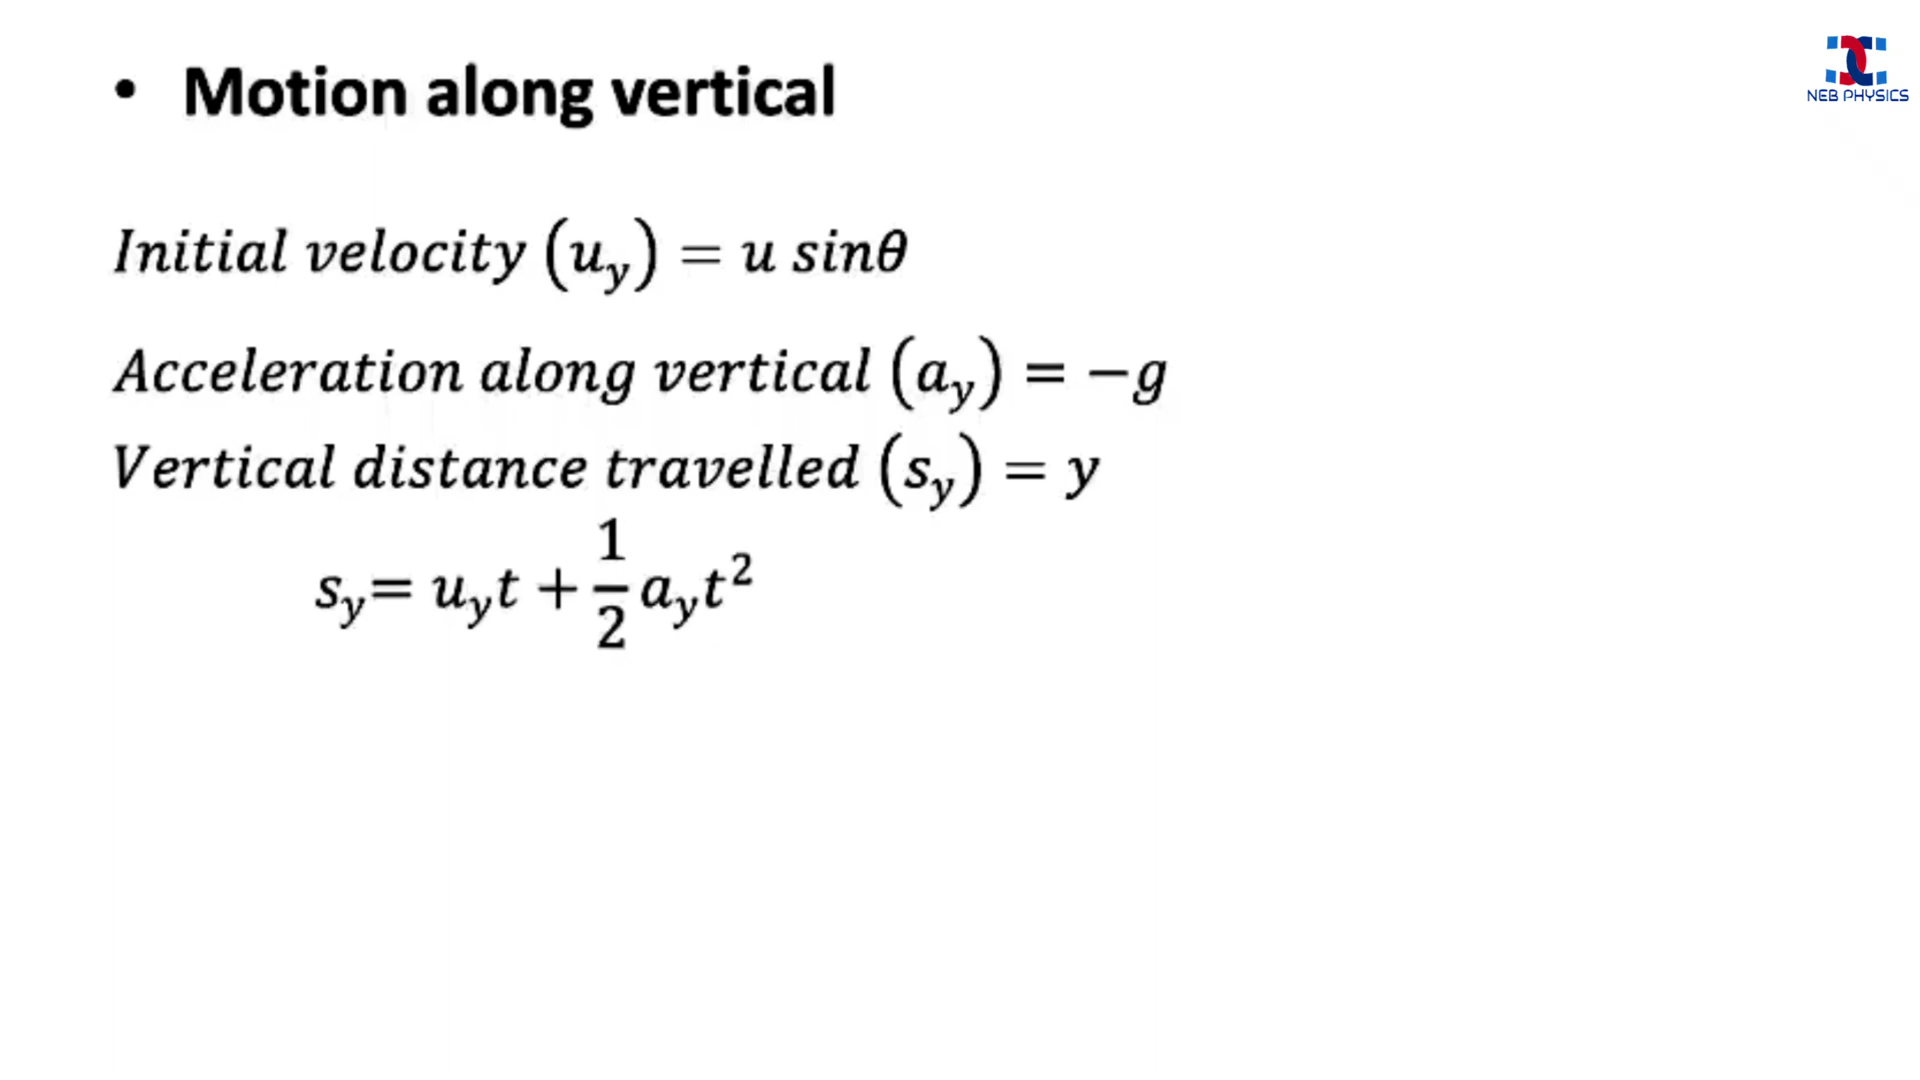 NEB PHYSICS
• Motion along vertical
Initial velocity (u_y) = u sinθ
Acceleration along vertical (a_y) = −g
Vertical distance travelled (s_y) = y
s_y= u_y t + 1/2 a_y t²